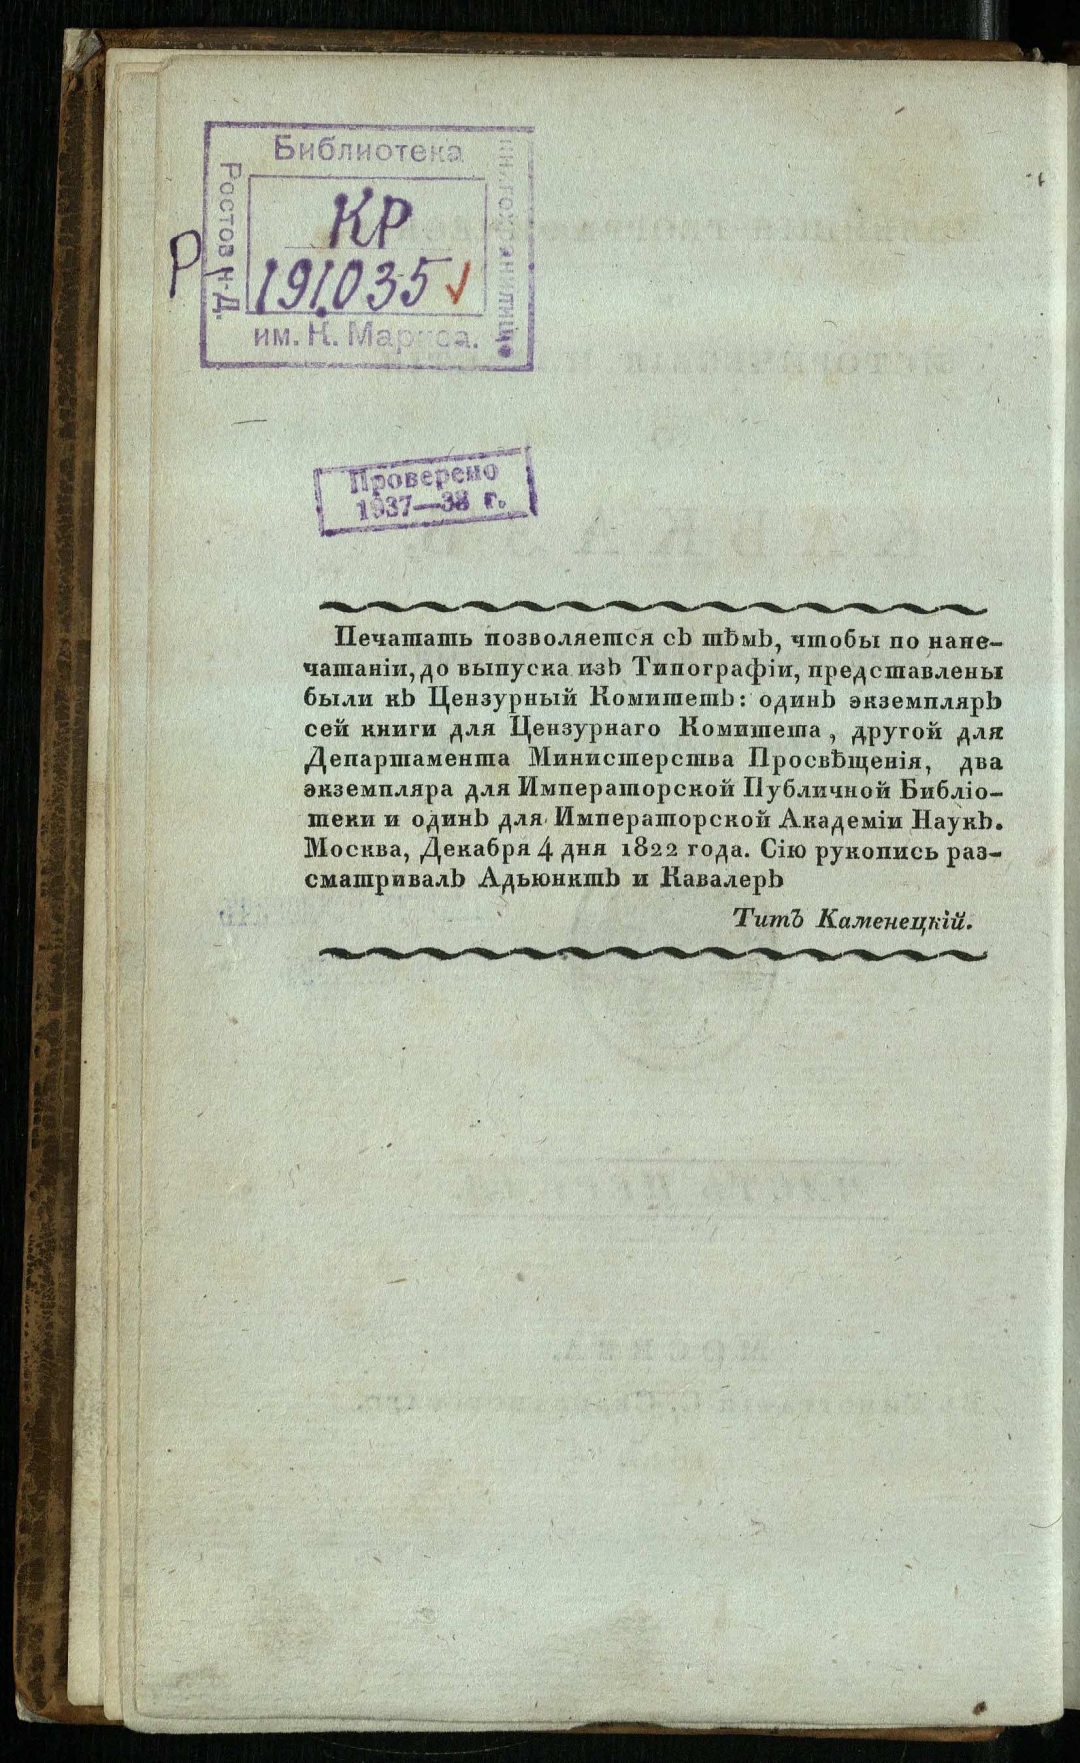 Библиотека
Ростов н-Д.
КР
191035
Р
им. К. Маркса.
Проверено
1937—38 г.
Печатать позволяется съ тѣмъ, чтобы по напе-
чатаніи, до выпуска изъ Типографіи, представлены
были къ Цензурный Комитетъ: одинъ экземпляръ
сей книги для Цензурнаго Комитета, другой для
Департамента Министерства Просвѣщенія, два
экземпляра для Императорской Публичной Библіо-
теки и одинъ для Императорской Академіи Наукъ.
Москва, Декабря 4 дня 1822 года. Сію рукопись раз-
сматривалъ Адъюнктъ и Кавалеръ
Титъ Каменецкій.